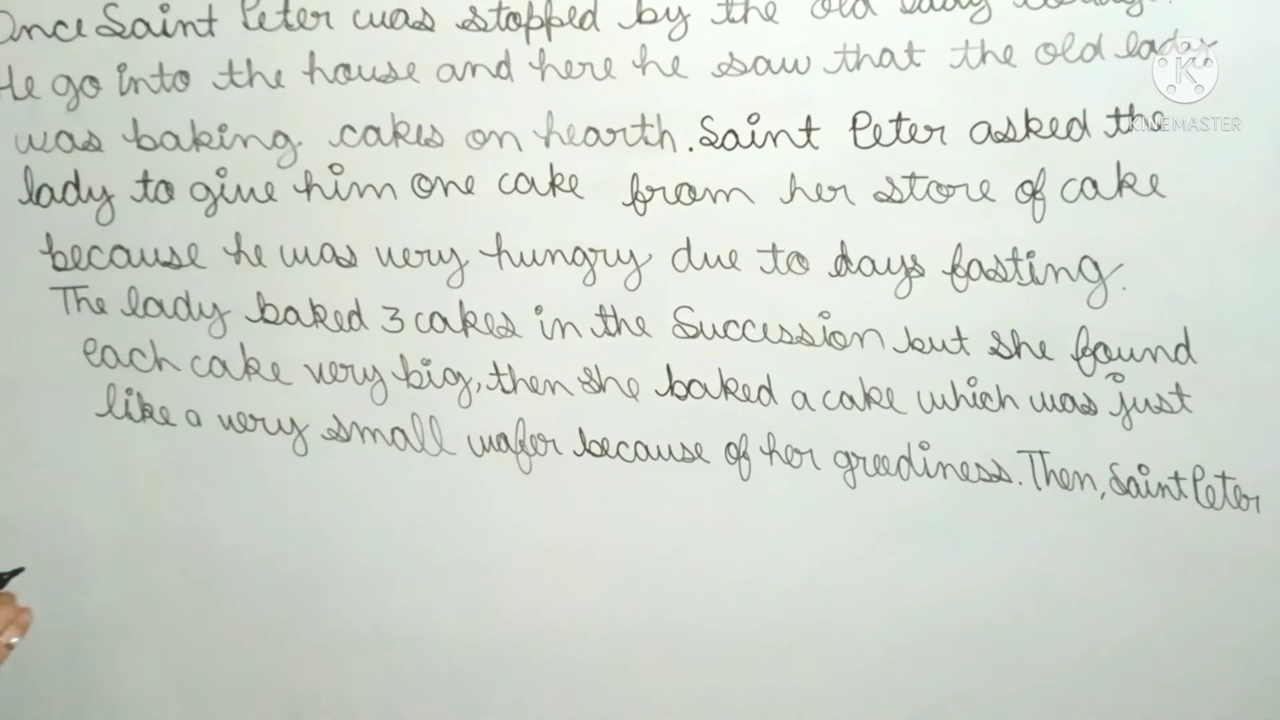 Once Saint Peter was stopped by the old lady
He go into the house and here he saw that the old lady
was baking cakes on hearth. Saint Peter asked the
lady to give him one cake from her store of cake
because he was very hungry due to days fasting.
The lady baked 3 cakes in the Succession but she found
each cake very big, then she baked a cake which was just
like a very small wafer because of her greediness. Then, Saint Peter
KINEMASTER